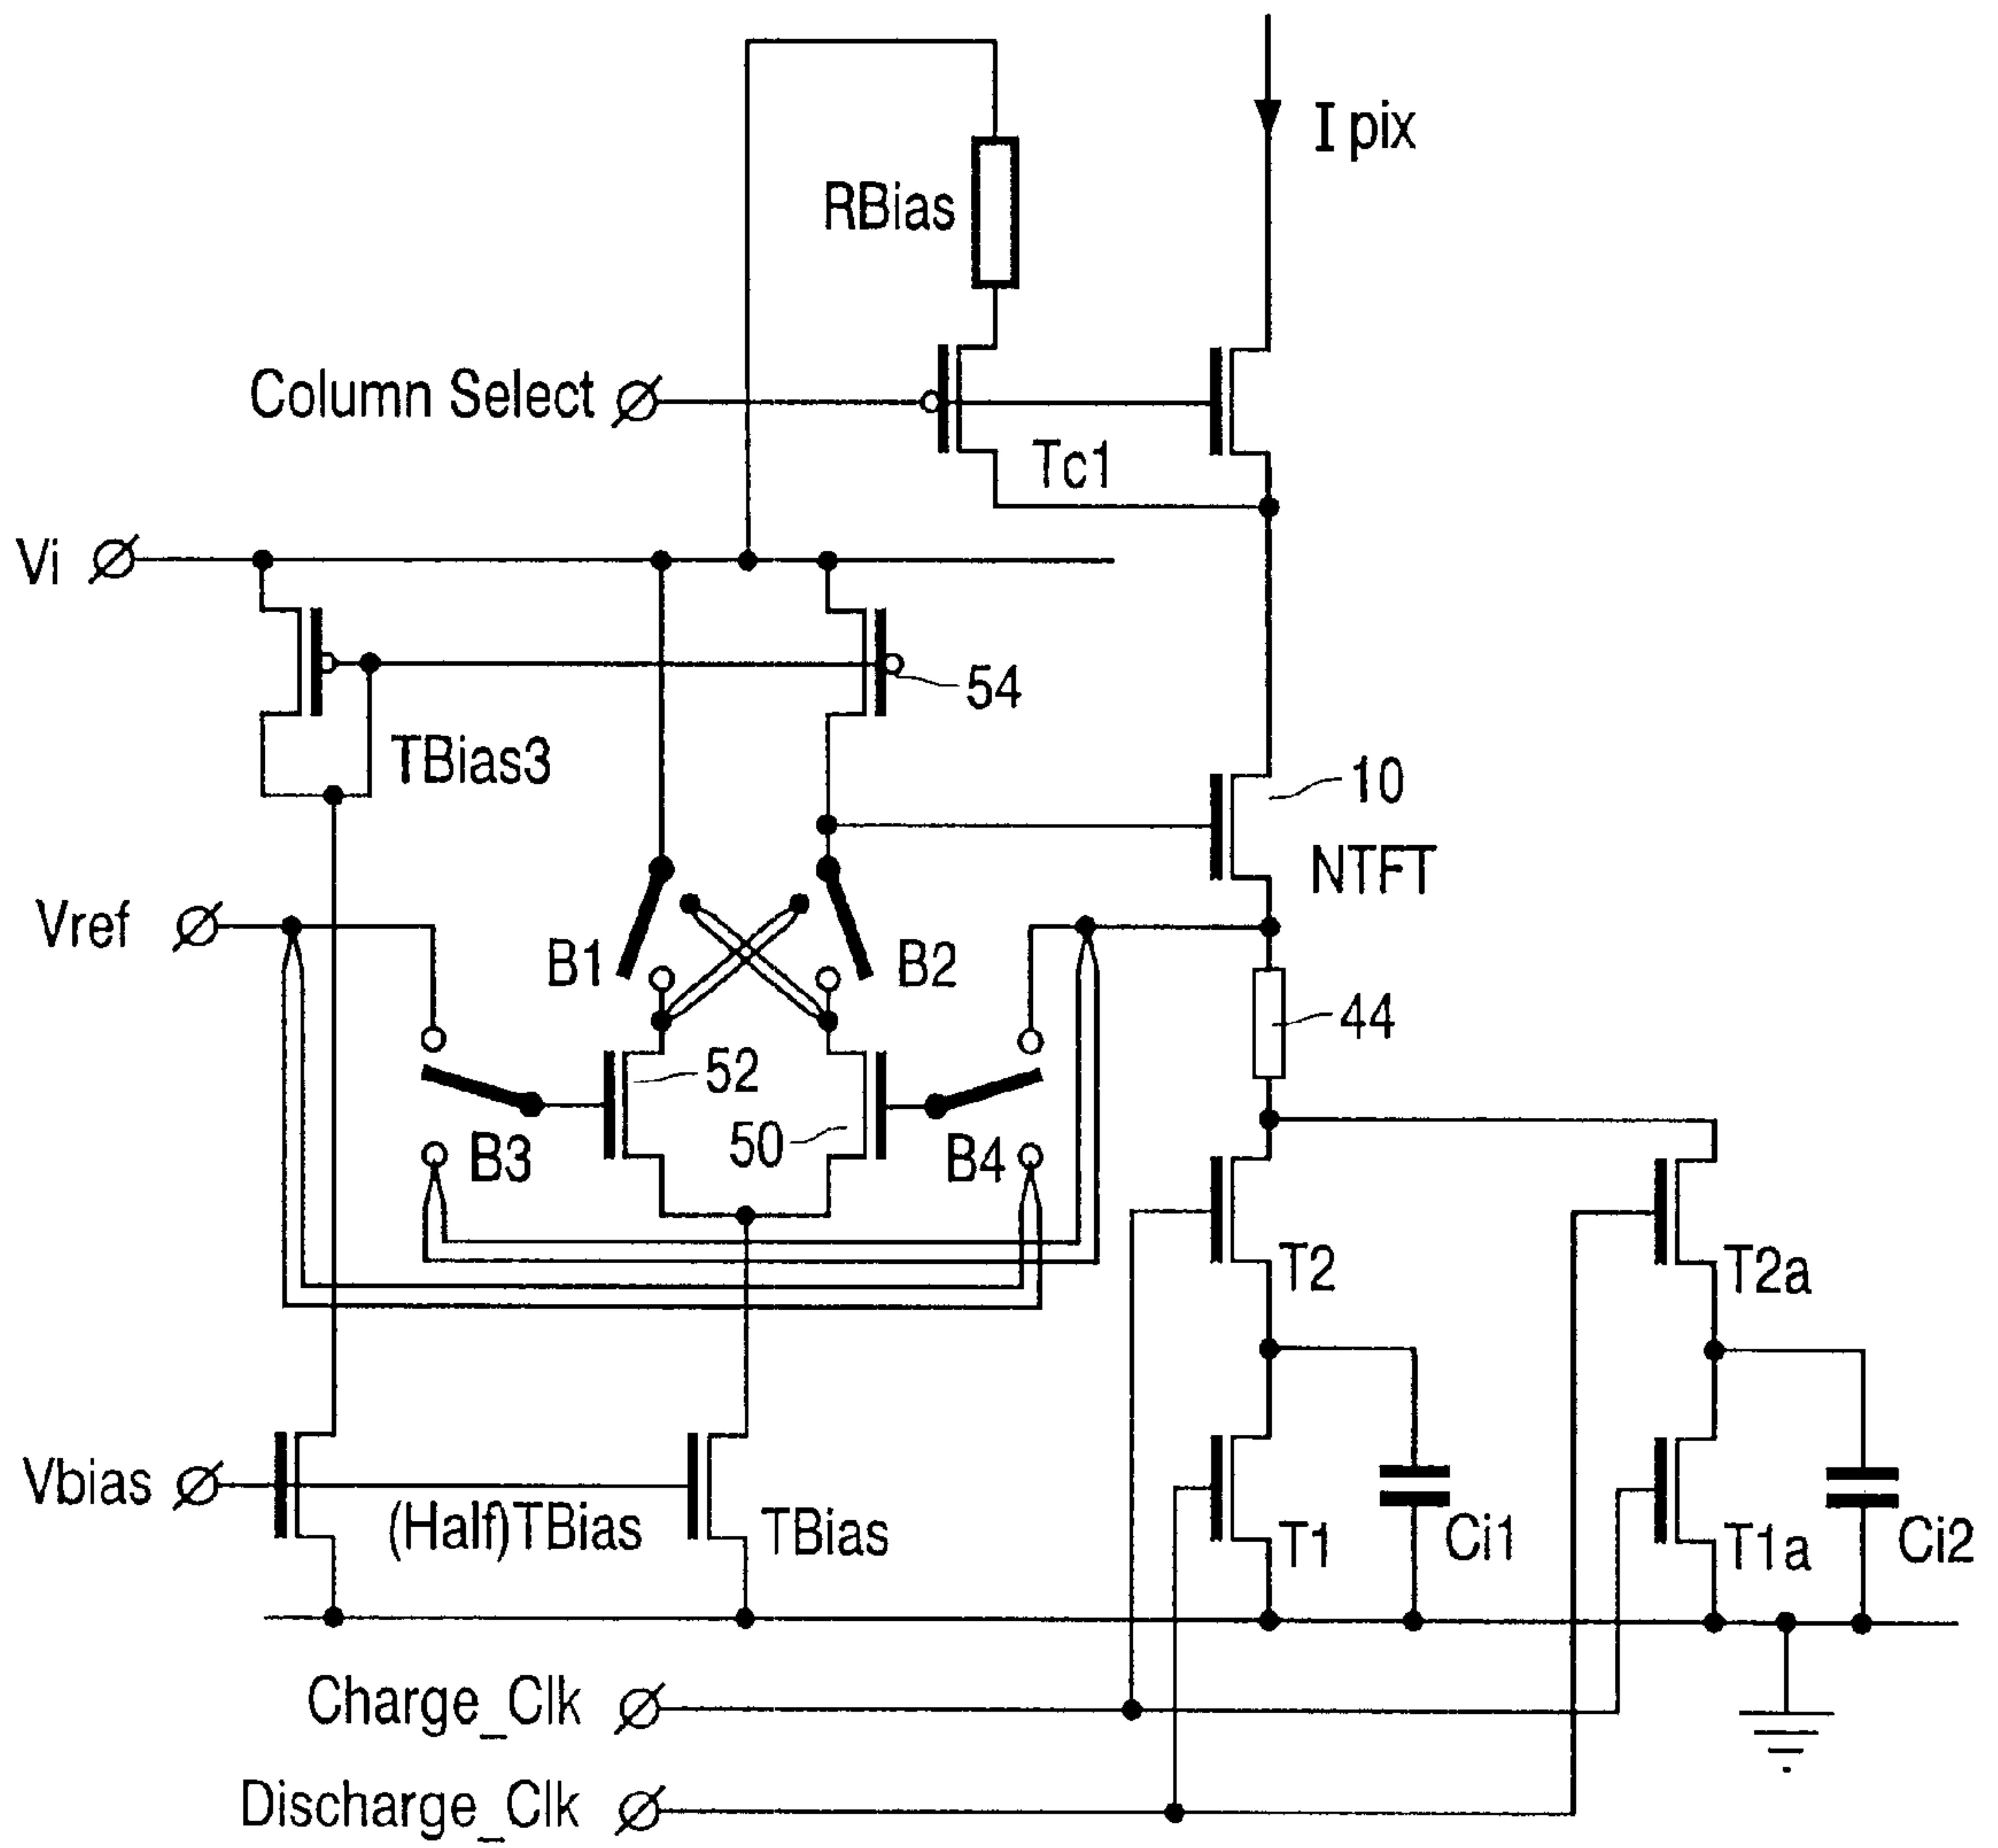 I pix
RBias
Column Select
Tc1
Vi
54
TBias3
10
NTFT
Vref
B1
B2
44
52
50
B3
B4
T2
T2a
Vbias
(Half)TBias
TBias
T1
Ci1
T1a
Ci2
Charge_Clk
Discharge_Clk